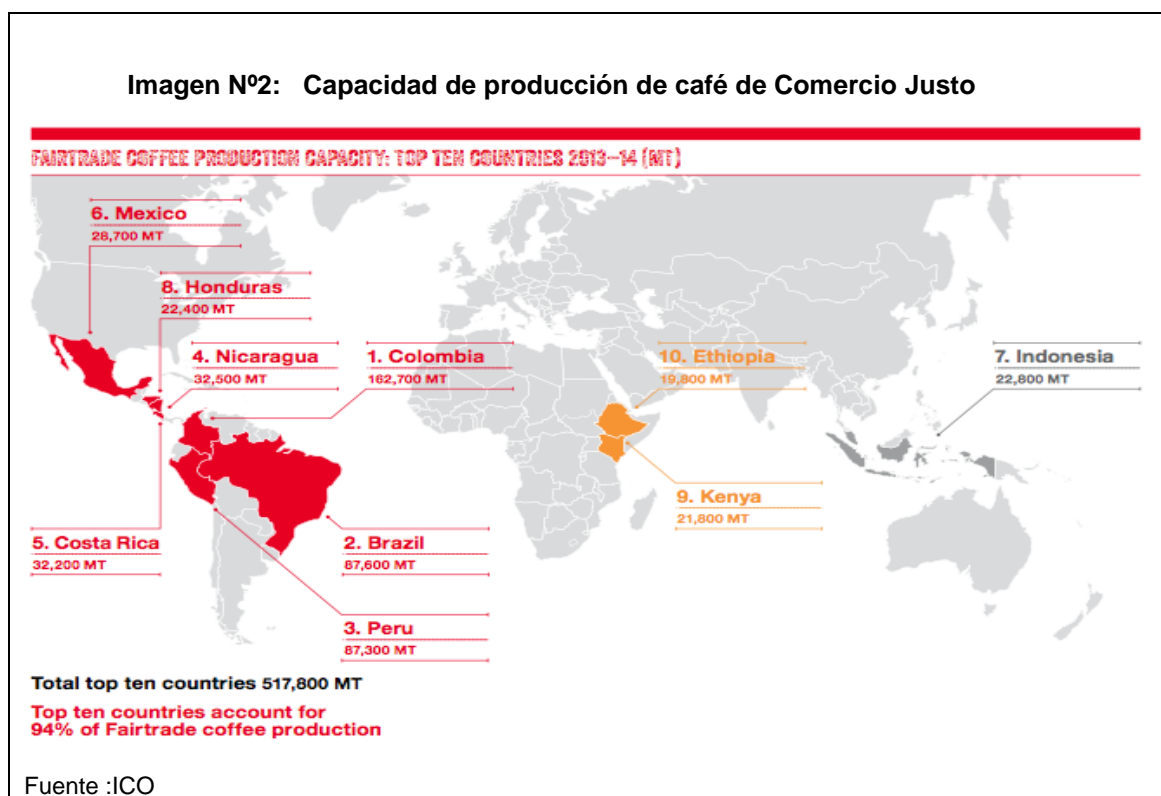 Imagen Nº2: Capacidad de producción de café de Comercio Justo
FAIRTRADE COFFEE PRODUCTION CAPACITY: TOP TEN COUNTRIES 2013–14 (MT)
6. Mexico
28,700 MT
8. Honduras
22,400 MT
4. Nicaragua
32,500 MT
1. Colombia
162,700 MT
10. Ethiopia
19,800 MT
7. Indonesia
22,800 MT
9. Kenya
21,800 MT
5. Costa Rica
32,200 MT
2. Brazil
87,600 MT
3. Peru
87,300 MT
Total top ten countries 517,800 MT
Top ten countries account for
94% of Fairtrade coffee production
Fuente :ICO